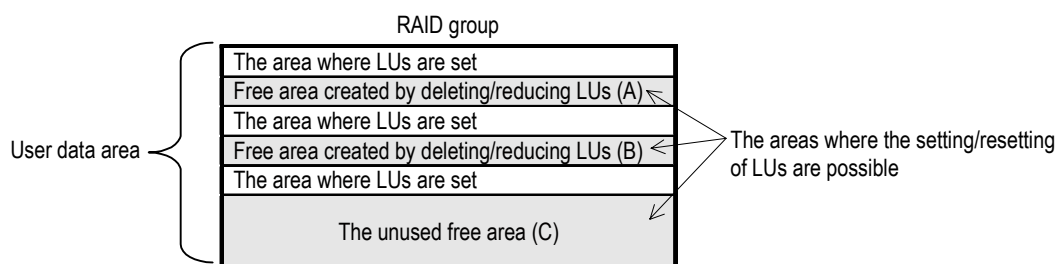 RAID group
The area where LUs are set
Free area created by deleting/reducing LUs (A)
The area where LUs are set
Free area created by deleting/reducing LUs (B)
The area where LUs are set
The unused free area (C)
User data area
The areas where the setting/resetting
of LUs are possible